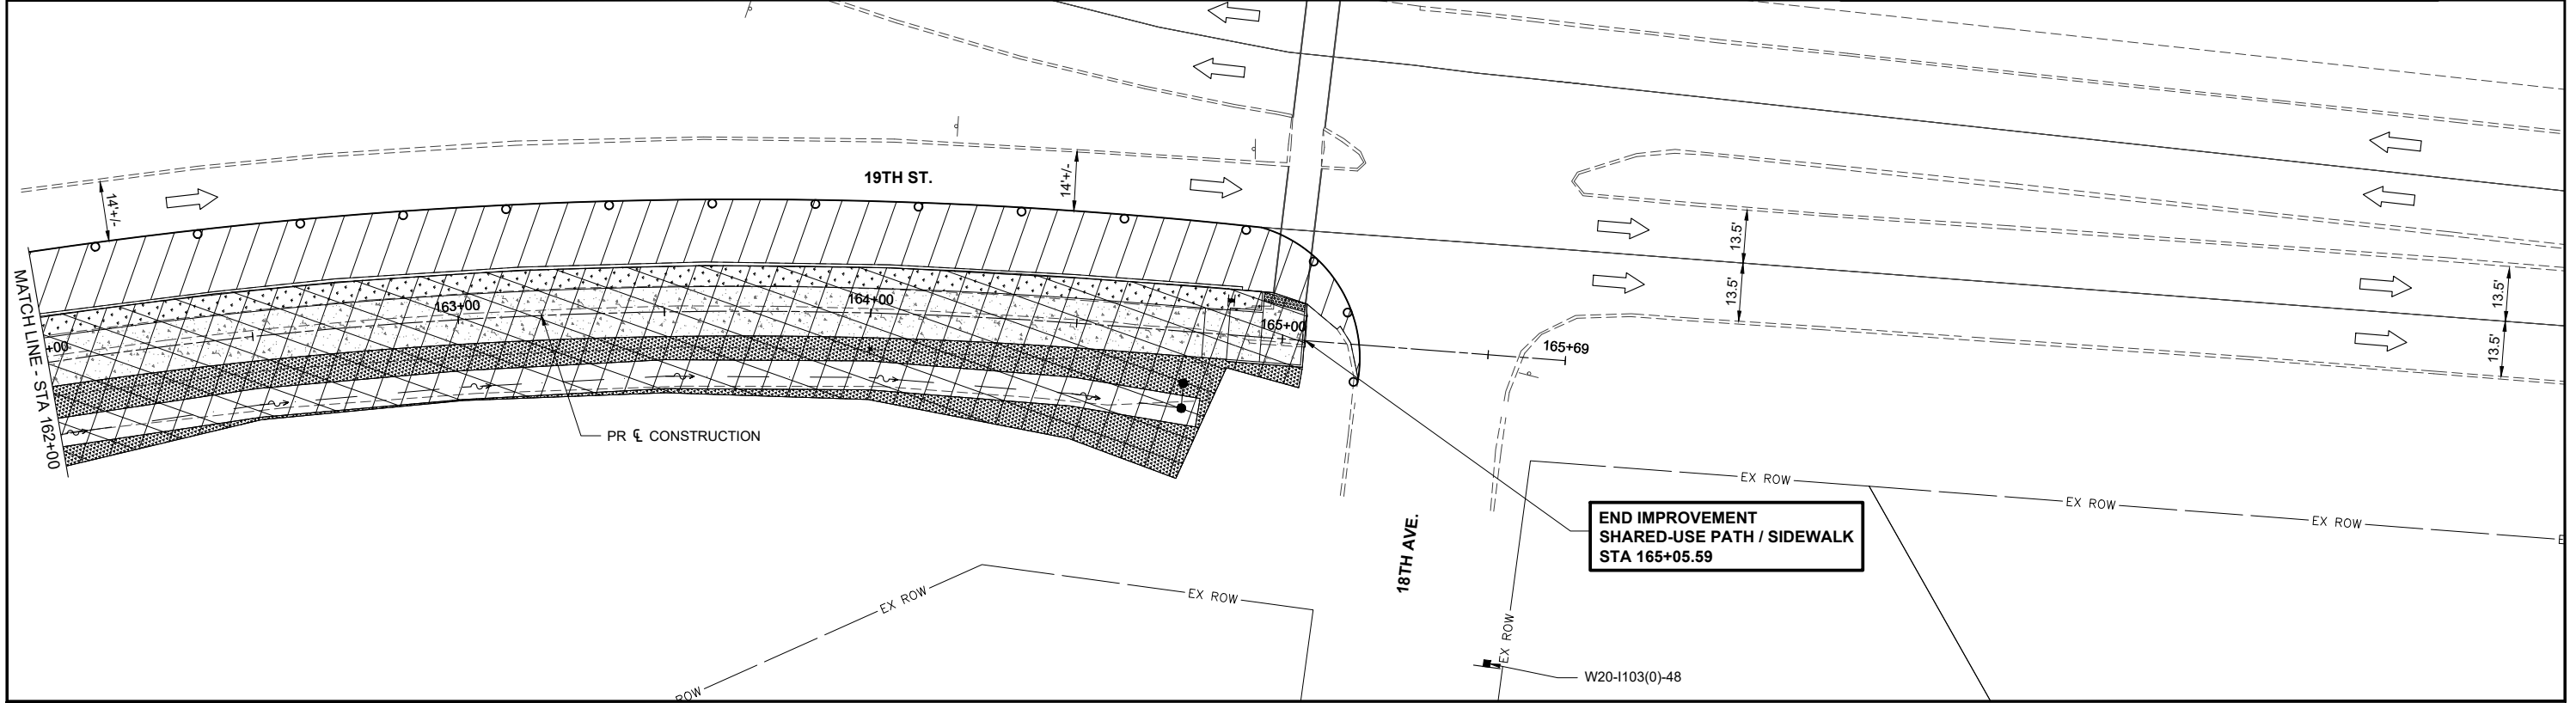 14'+/-
19TH ST.
14'+/-
13.5'
13.5'
13.5'
13.5'
MATCH LINE - STA 162+00
+00
163+00
164+00
165+00
165+69
PR ℄ CONSTRUCTION
END IMPROVEMENT
SHARED-USE PATH / SIDEWALK
STA 165+05.59
18TH AVE.
EX ROW
EX ROW
EX ROW
E
EX ROW
EX ROW
EX ROW
ROW
W20-I103(0)-48